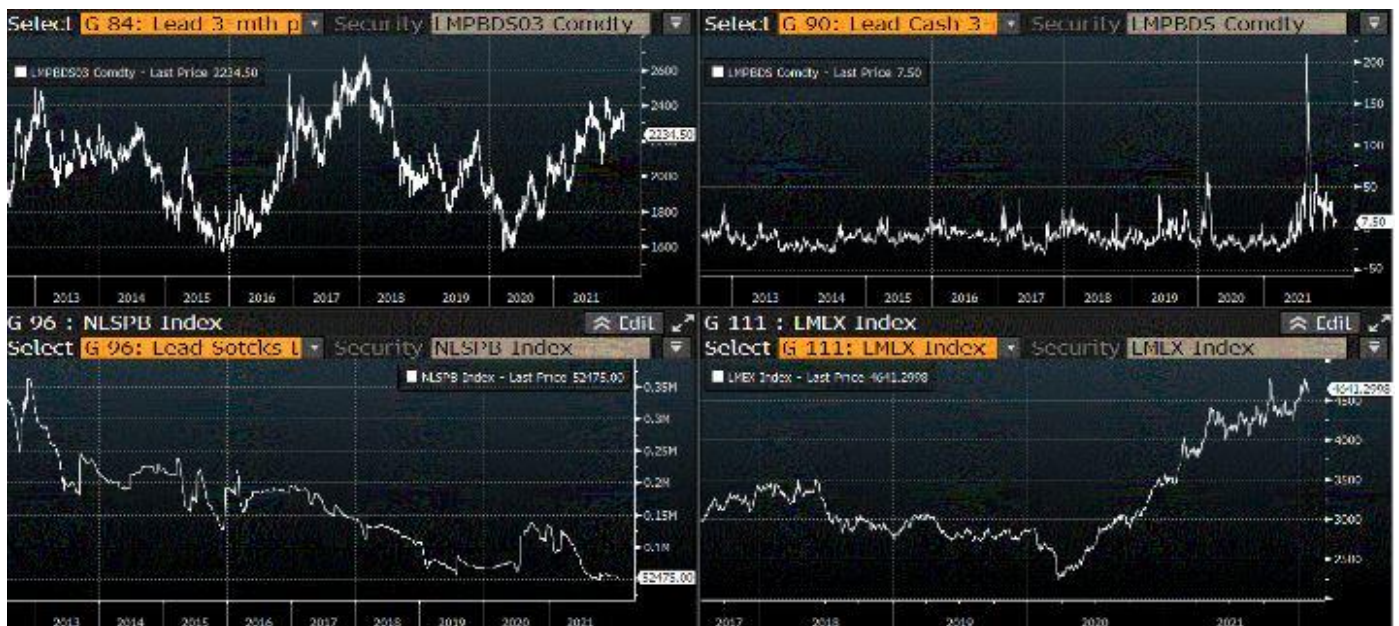 Select G 84: Lead 3-mth p Security LMPBDS03 Comdty
LMPBDS03 Comdty - Last Price 2234.50
2600
2400
2234.50
2000
1800
1600
2013 2014 2015 2016 2017 2018 2019 2020 2021
Select G 90: Lead Cash 3- Security LMPBDS Comdty
LMPBDS Comdty - Last Price 7.50
200
150
100
50
7.50
-50
2013 2014 2015 2016 2017 2018 2019 2020 2021
G 96 : NLSPB Index Edit
Select G 96: Lead Sotcks L Security NLSPB Index
NLSPB Index - Last Price 52475.00
0.35M
0.3M
0.25M
0.2M
0.15M
0.1M
52475.00
2013 2014 2015 2016 2017 2018 2019 2020 2021
G 111 : LMLX Index Edit
Select G 111: LMLX Index Security LMLX Index
LMEX Index - Last Price 4641.2998
4641.2998
4500
4000
3500
3000
2500
2017 2018 2019 2020 2021